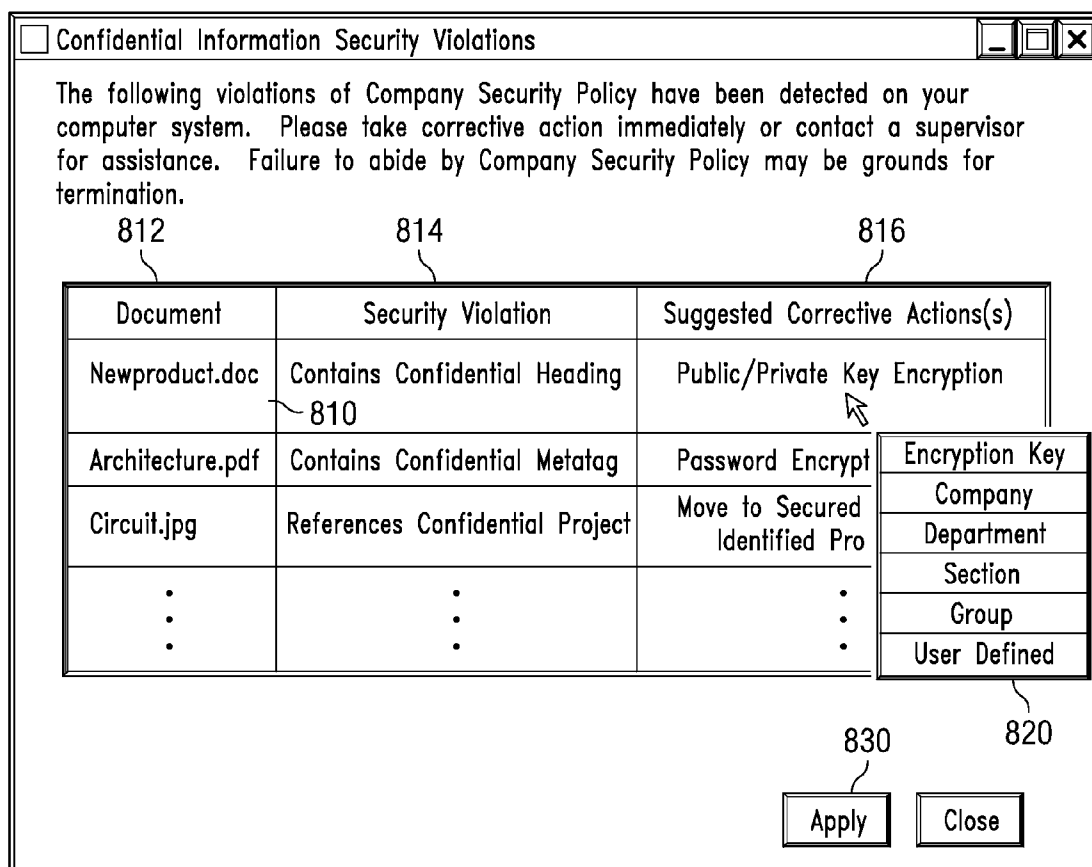 Confidential Information Security Violations
The following violations of Company Security Policy have been detected on your
computer system. Please take corrective action immediately or contact a supervisor
for assistance. Failure to abide by Company Security Policy may be grounds for
termination.
812 814 816
Document Security Violation Suggested Corrective Actions(s)
Newproduct.doc Contains Confidential Heading Public/Private Key Encryption
810
Architecture.pdf Contains Confidential Metatag Password Encrypt
Circuit.jpg References Confidential Project Move to Secured
Identified Pro
Encryption Key
Company
Department
Section
Group
User Defined
820
830
Apply Close